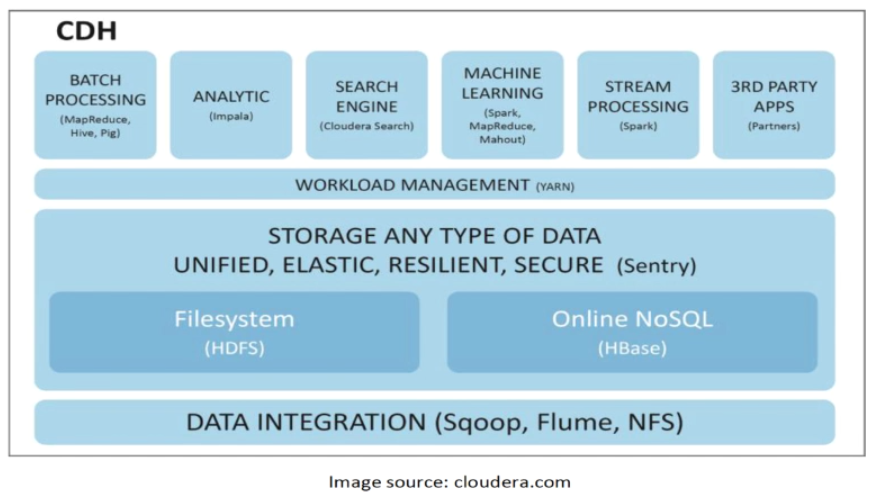 CDH
BATCH
PROCESSING
(MapReduce,
Hive, Pig)
ANALYTIC
(Impala)
SEARCH
ENGINE
(Cloudera Search)
MACHINE
LEARNING
(Spark,
MapReduce,
Mahout)
STREAM
PROCESSING
(Spark)
3RD PARTY
APPS
(Partners)
WORKLOAD MANAGEMENT (YARN)
STORAGE ANY TYPE OF DATA
UNIFIED, ELASTIC, RESILIENT, SECURE (Sentry)
Filesystem
(HDFS)
Online NoSQL
(HBase)
DATA INTEGRATION (Sqoop, Flume, NFS)
Image source: cloudera.com